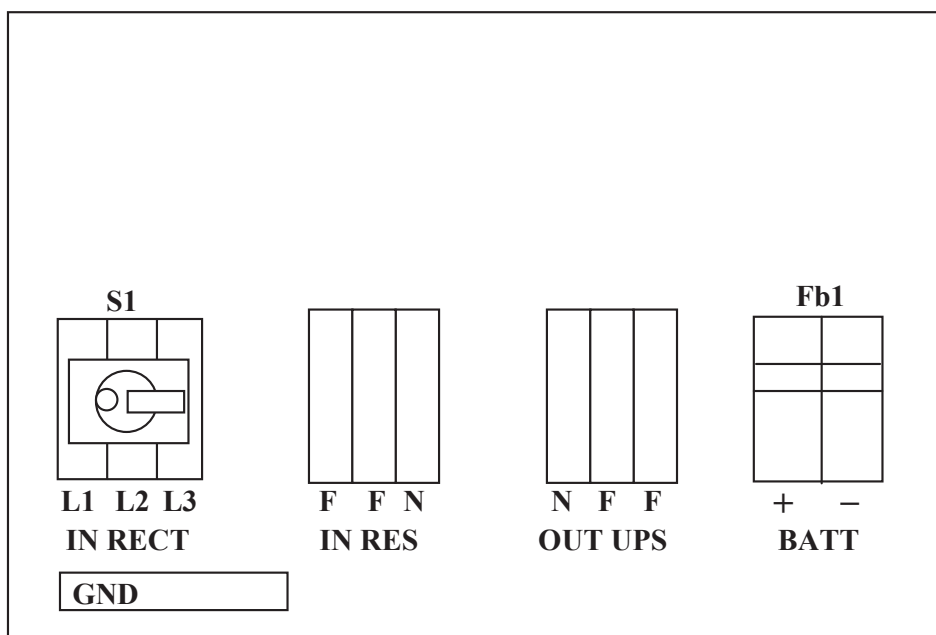 S1 Fb1
L1 L2 L3 F F N N F F + −
IN RECT IN RES OUT UPS BATT
GND